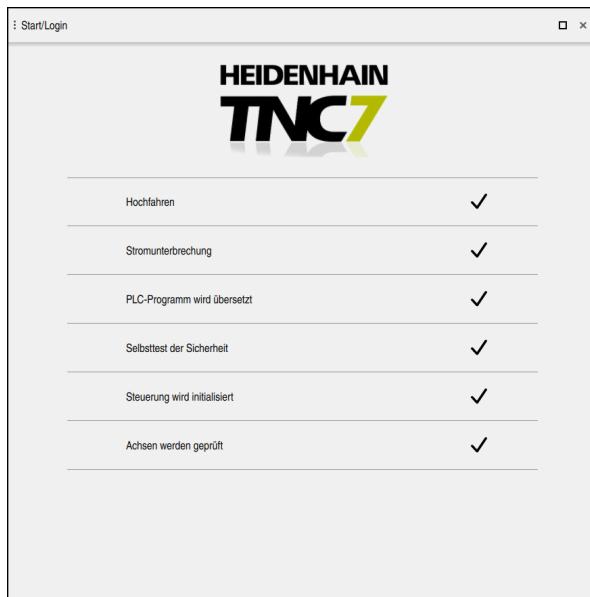 Start/Login
HEIDENHAIN
TNC7
Hochfahren
Stromunterbrechung
PLC-Programm wird übersetzt
Selbsttest der Sicherheit
Steuerung wird initialisiert
Achsen werden geprüft